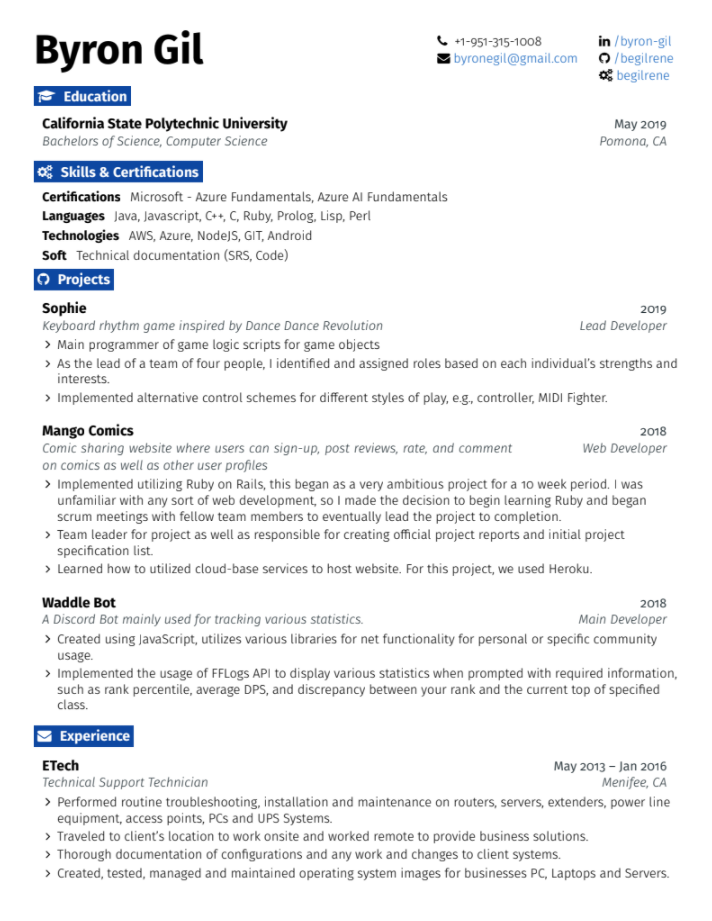 Byron Gil
+1-951-315-1008
byronegil@gmail.com
/byron-gil
/begilrene
begilrene
Education
California State Polytechnic University May 2019
Bachelors of Science, Computer Science Pomona, CA
Skills & Certifications
Certifications Microsoft - Azure Fundamentals, Azure AI Fundamentals
Languages Java, Javascript, C++, C, Ruby, Prolog, Lisp, Perl
Technologies AWS, Azure, NodeJS, GIT, Android
Soft Technical documentation (SRS, Code)
Projects
Sophie 2019
Keyboard rhythm game inspired by Dance Dance Revolution Lead Developer
> Main programmer of game logic scripts for game objects
> As the lead of a team of four people, I identified and assigned roles based on each individual's strengths and
interests.
> Implemented alternative control schemes for different styles of play, e.g., controller, MIDI Fighter.
Mango Comics 2018
Comic sharing website where users can sign-up, post reviews, rate, and comment Web Developer
on comics as well as other user profiles
> Implemented utilizing Ruby on Rails, this began as a very ambitious project for a 10 week period. I was
unfamiliar with any sort of web development, so I made the decision to begin learning Ruby and began
scrum meetings with fellow team members to eventually lead the project to completion.
> Team leader for project as well as responsible for creating official project reports and initial project
specification list.
> Learned how to utilized cloud-base services to host website. For this project, we used Heroku.
Waddle Bot 2018
A Discord Bot mainly used for tracking various statistics. Main Developer
> Created using JavaScript, utilizes various libraries for net functionality for personal or specific community
usage.
> Implemented the usage of FFLogs API to display various statistics when prompted with required information,
such as rank percentile, average DPS, and discrepancy between your rank and the current top of specified
class.
Experience
ETech May 2013 – Jan 2016
Technical Support Technician Menifee, CA
> Performed routine troubleshooting, installation and maintenance on routers, servers, extenders, power line
equipment, access points, PCs and UPS Systems.
> Traveled to client's location to work onsite and worked remote to provide business solutions.
> Thorough documentation of configurations and any work and changes to client systems.
> Created, tested, managed and maintained operating system images for businesses PC, Laptops and Servers.